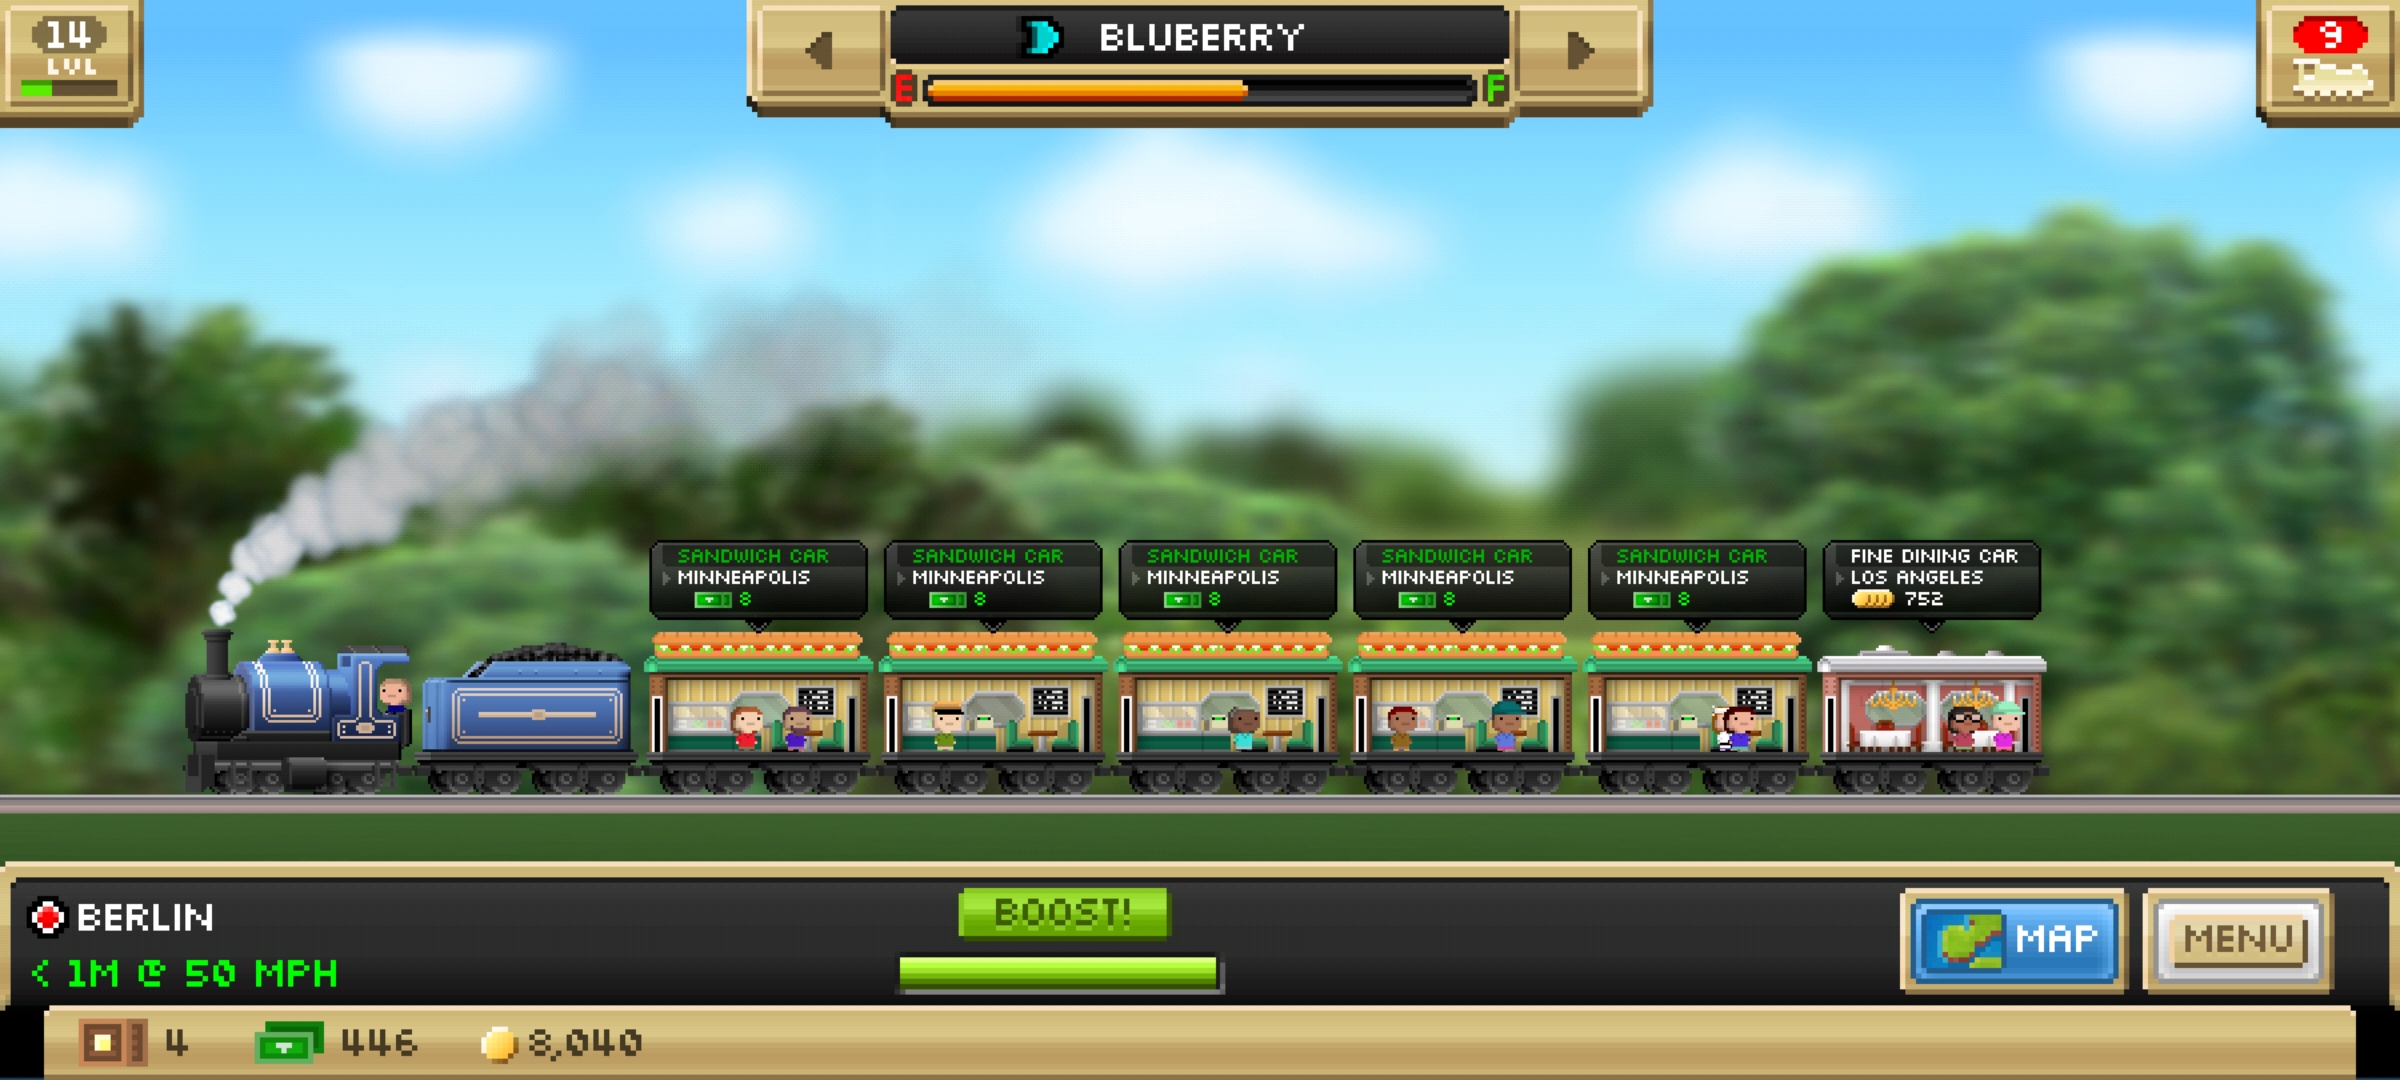 14
LVL
BLUBERRY
E F
9
SANDWICH CAR
MINNEAPOLIS
8
SANDWICH CAR
MINNEAPOLIS
8
SANDWICH CAR
MINNEAPOLIS
8
SANDWICH CAR
MINNEAPOLIS
8
SANDWICH CAR
MINNEAPOLIS
8
FINE DINING CAR
LOS ANGELES
752
BERLIN
< 1M @ 50 MPH
BOOST!
MAP
MENU
4 446 8,040